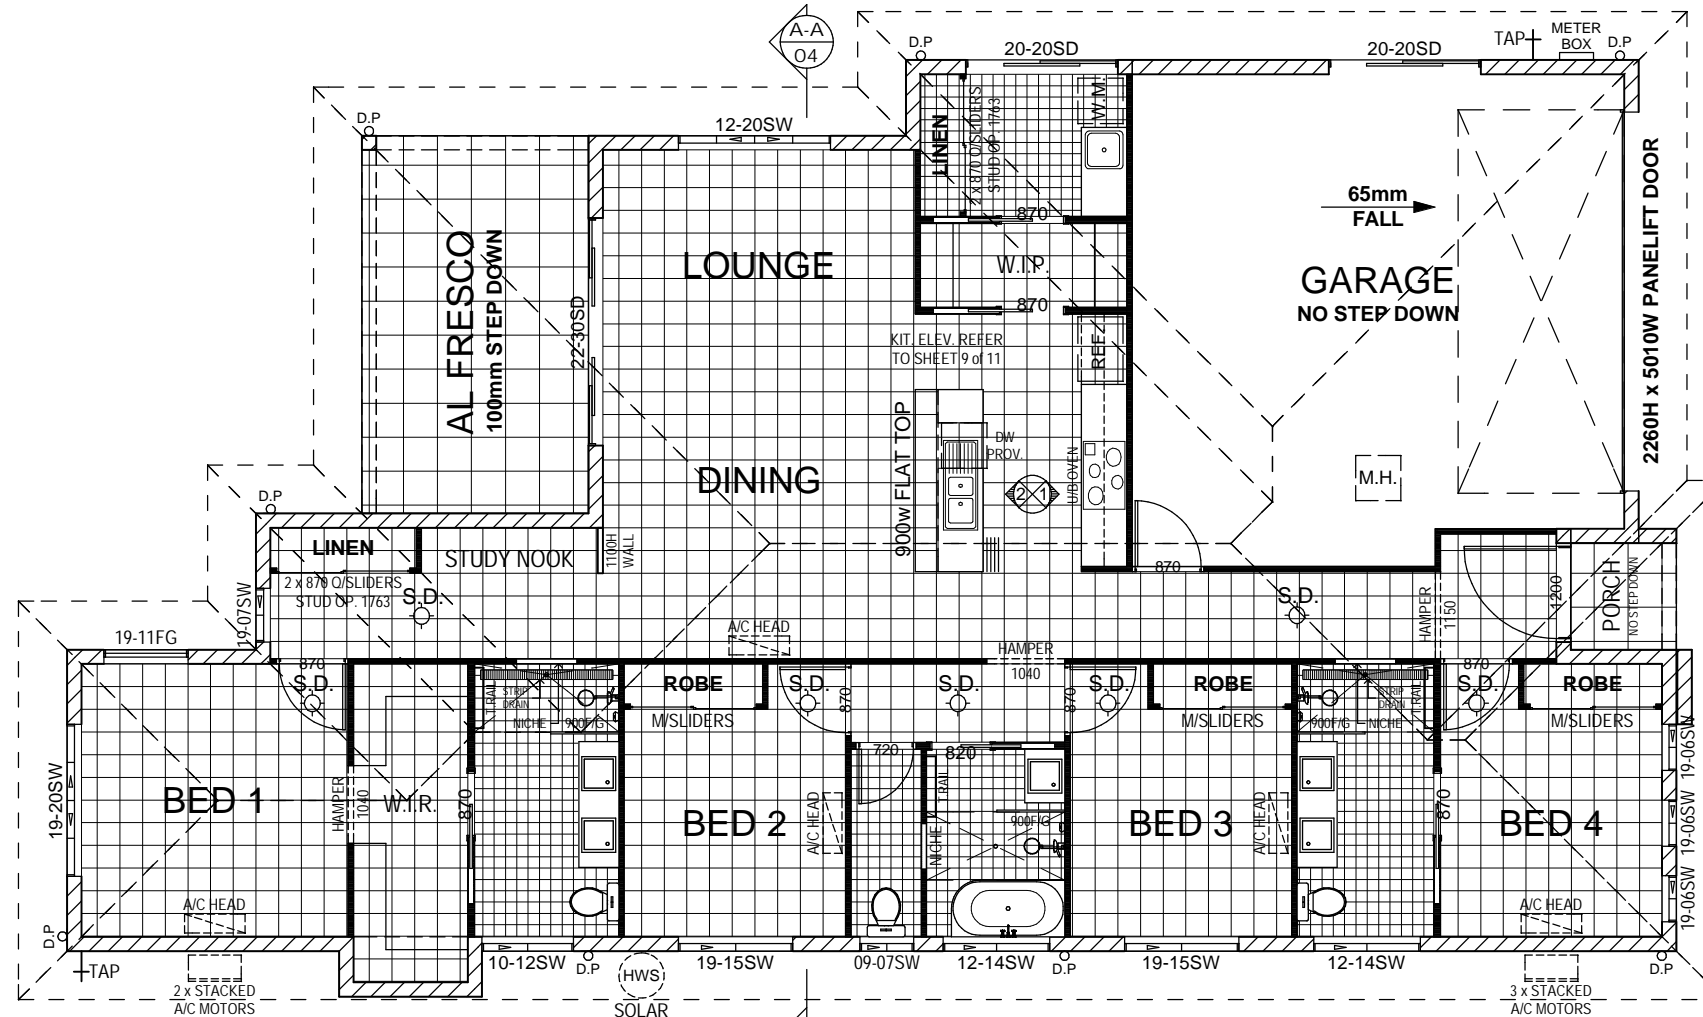 A-A
04
D.P
20-20SD
20-20SD
TAP
METER
BOX
D.P
D.P
12-20SW
LINEN
2 x 870 Q/SLIDERS
STUD OP. 1763
W.M.
870
65mm
FALL
2260H x 5010W PANELIFT DOOR
AL FRESCO
100mm STEP DOWN
22-30SD
LOUNGE
W.I.P.
870
GARAGE
NO STEP DOWN
KIT. ELEV. REFER
TO SHEET 9 of 11
REF.
900w FLAT TOP
DW
PROV.
U/B OVEN
2
1
M.H.
DINING
D.P
LINEN
2 x 870 Q/SLIDERS
STUD OP. 1763
STUDY NOOK
1100H
WALL
870
19-07SW
S.D.
S.D.
HAMPER
1150
1200
PORCH
NO STEP DOWN
19-11FG
A/C HEAD
HAMPER
1040
870
S.D.
T.RAIL
STRIP
DRAIN
NICHE
900F/G
ROBE
M/SLIDERS
S.D.
870
S.D.
870
S.D.
ROBE
M/SLIDERS
STRIP
DRAIN
T.RAIL
900F/G
NICHE
870
S.D.
ROBE
M/SLIDERS
19-20SW
BED 1
HAMPER
1040
W.I.R.
870
BED 2
A/C HEAD
720
820
T.RAIL
NICHE
900F/G
BED 3
A/C HEAD
870
BED 4
19-06SW
19-06SW
19-06SW
A/C HEAD
A/C HEAD
D.P
TAP
2 x STACKED
A/C MOTORS
10-12SW
D.P
HWS
SOLAR
19-15SW
09-07SW
12-14SW
D.P
19-15SW
12-14SW
3 x STACKED
A/C MOTORS
D.P